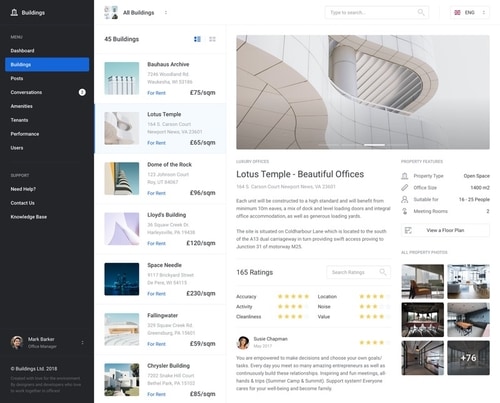 Buildings
MENU
Dashboard
Buildings
Posts
Conversations
Amenities
Tenants
Performance
Users
SUPPORT
Need Help?
Contact Us
Knowledge Base
Mark Barker
Office Manager
© Buildings Ltd. 2018
All Buildings
Type to search...
ENG
45 Buildings
Bauhaus Archive
7246 Woodland Rd.
Waukesha, WI 53186
For Rent £75/sqm
Lotus Temple
164 S. Carson Court
Newport News, VA 23601
For Rent £65/sqm
Dome of the Rock
123 Johnson Court
Roy, UT 84067
For Rent £96/sqm
Lloyd's Building
36 Square Creek Dr.
Harleysville, PA 19438
For Rent £120/sqm
Space Needle
9117 Brickyard Street
De Pere, WI 54115
For Rent £230/sqm
Fallingwater
329 Square Creek Rd.
Greensburg, PA 15601
For Rent £59/sqm
Chrysler Building
7202 Snake Hill Court
Bethel Park, PA 15102
For Rent £85/sqm
LUXURY OFFICES
Lotus Temple - Beautiful Offices
164 S. Carson Court Newport News, VA 23601
Each unit will be constructed to a high standard and will benefit from
minimum 10m eaves, a mix of dock and level loading doors and integral
office accommodation, as well as generous loading yards.
The site is situated on Coldharbour Lane which is located to the south
of the A13 dual carriageway in turn providing swift access proving to
Junction 31 of motorway M25.
165 Ratings
Search Ratings
Accuracy
Location
Activity
Noise
Cleanliness
Value
Susie Chapman
May 2017
You are empowered to make decisions and choose your own goals/
tasks. Every day you meet so many amazing entrepreneurs as well as
continuously build these relationships. Inspiring and fun meetings, all-
hands & trips (Summer Camp & Summit). Support system! Everyone
cares for your well-being and become family.
PROPERTY FEATURES
Property Type Open Space
Office Size 1400 m2
Suitable for 16 - 25 People
Meeting Rooms 2
View a Floor Plan
ALL PROPERTY PHOTOS
+76